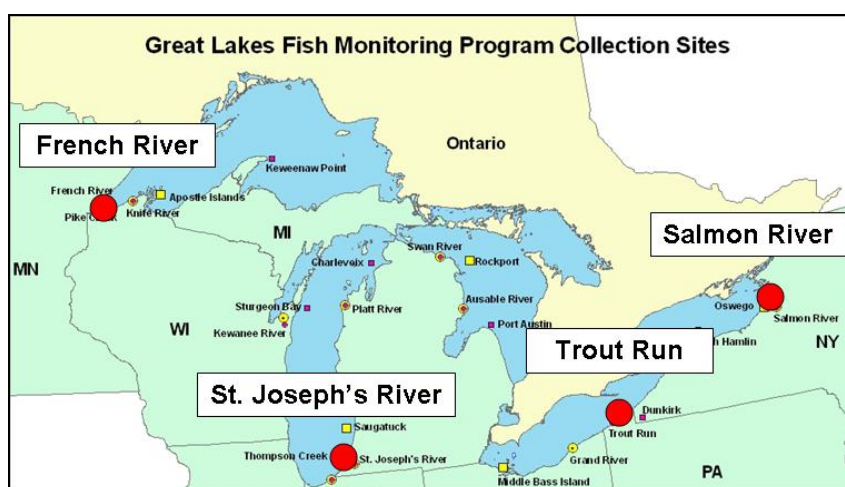 Great Lakes Fish Monitoring Program Collection Sites
French River
Ontario
Keweenaw Point
French River
Apostle Islands
Knife River
MI
Salmon River
MN
Swan River
Rockport
Charlevoix
Oswego
Salmon River
Sturgeon Bay
Platt River
Ausable River
Kewanee River
Port Austin
WI
Hamlin
NY
Trout Run
St. Joseph's River
Saugatuck
Dunkirk
Trout Run
Thompson Creek
St. Joseph's River
Grand River
Middle Bass Island
PA